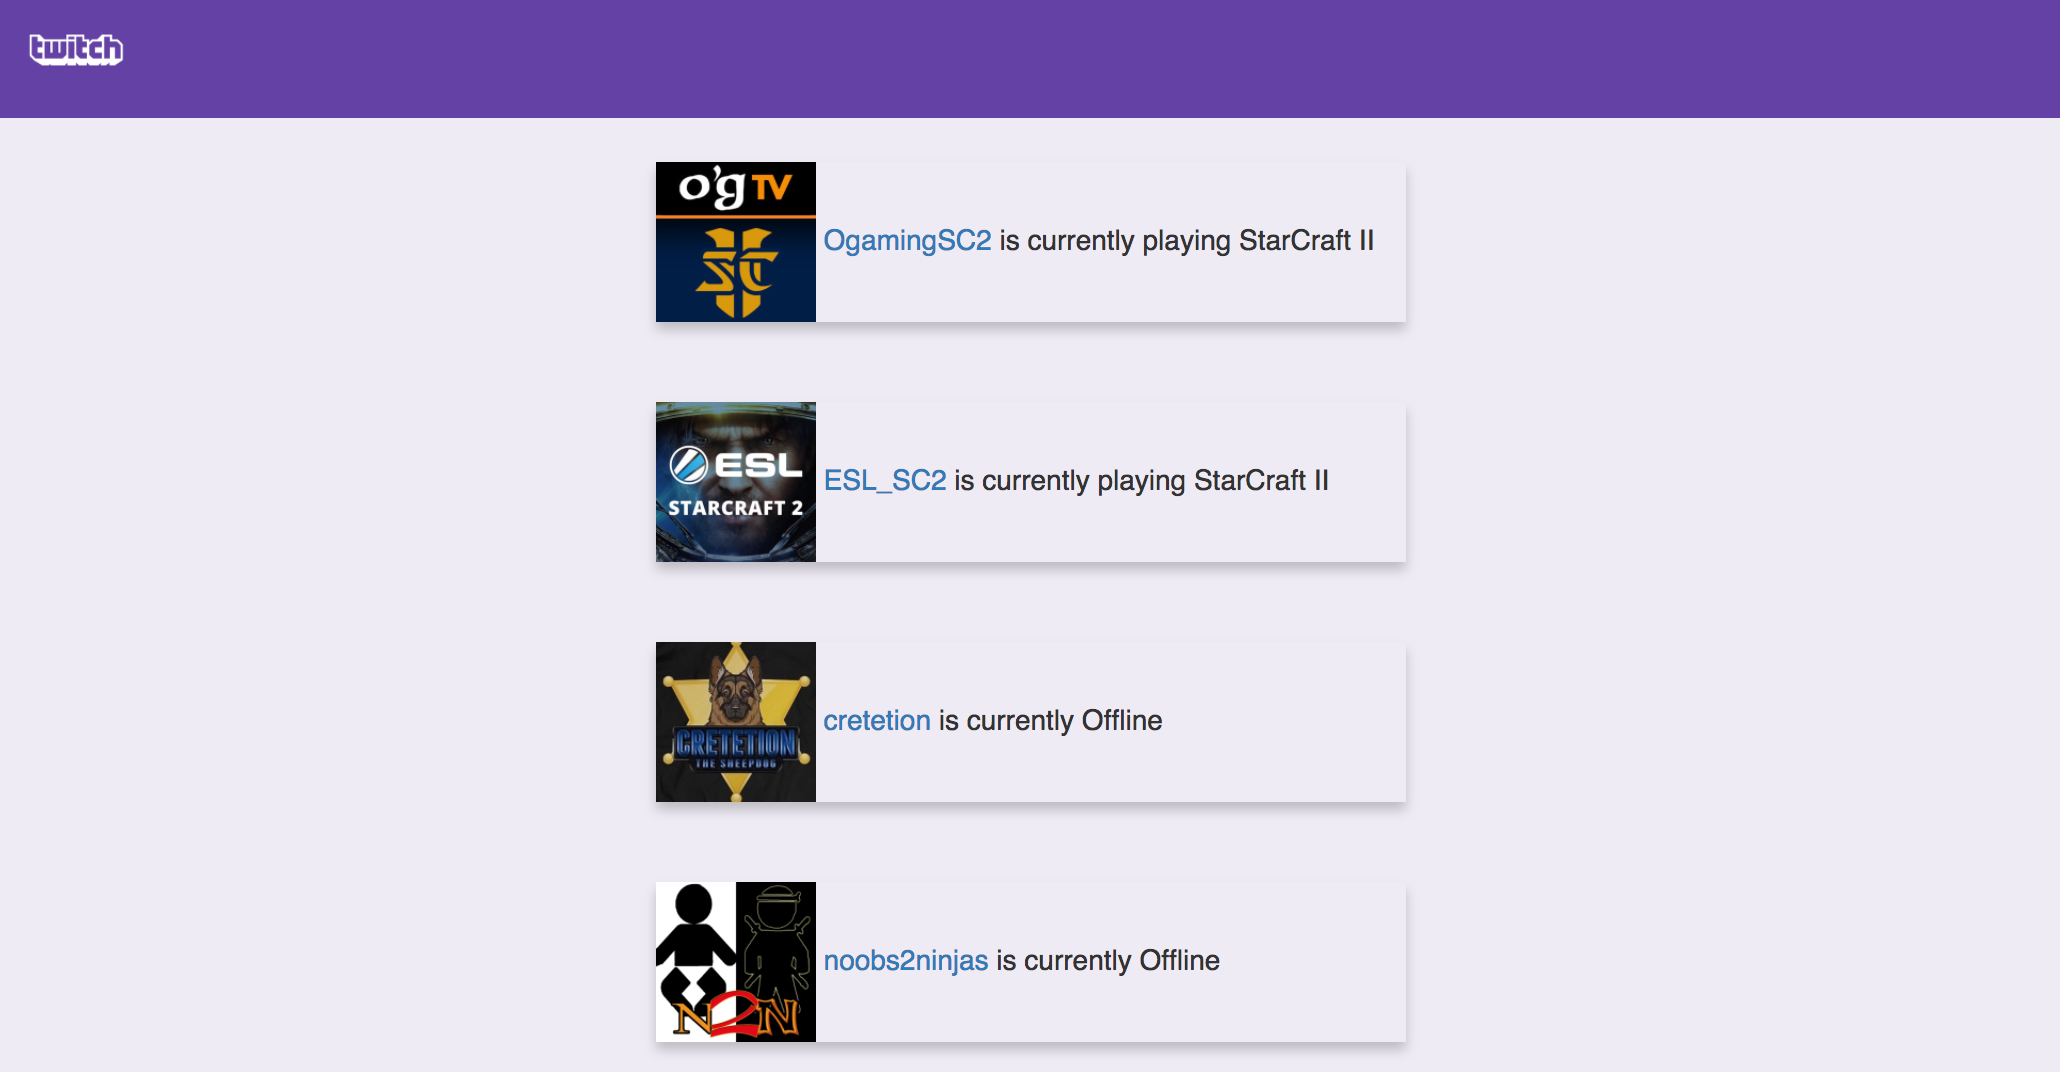 twitch
o'g TV
SC
OgamingSC2 is currently playing StarCraft II
ESL
STARCRAFT 2
ESL_SC2 is currently playing StarCraft II
CRETETION
THE SHEEPDOG
cretetion is currently Offline
N2N
noobs2ninjas is currently Offline